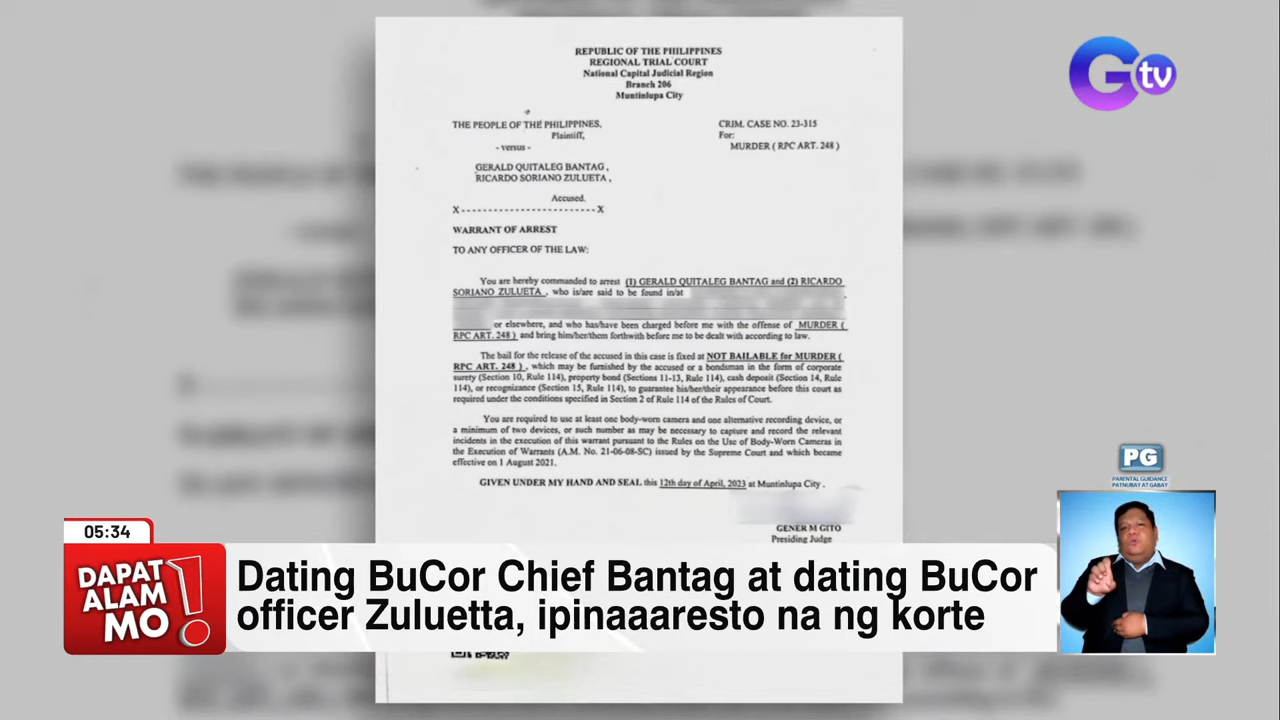 REPUBLIC OF THE PHILIPPINES
REGIONAL TRIAL COURT
National Capital Judicial Region
Branch 206
Muntinlupa City
THE PEOPLE OF THE PHILIPPINES,
Plaintiff,
- versus -
GERALD QUITALEG BANTAG ,
RICARDO SORIANO ZULUETA ,
Accused.
X-------------------------X
CRIM. CASE NO. 23-315
For:
MURDER ( RPC ART. 248 )
WARRANT OF ARREST
TO ANY OFFICER OF THE LAW:
You are hereby commanded to arrest (1) GERALD QUITALEG BANTAG and (2) RICARDO
SORIANO ZULUETA , who is/are said to be found in/at
or elsewhere, and who has/have been charged before me with the offense of MURDER (
RPC ART. 248 ) and bring him/her/them forthwith before me to be dealt with according to law.
The bail for the release of the accused in this case is fixed at NOT BAILABLE for MURDER (
RPC ART. 248 ) , which may be furnished by the accused or a bondsman in the form of corporate
surety (Section 10, Rule 114), property bond (Sections 11-13, Rule 114), cash deposit (Section 14, Rule
114), or recognizance (Section 15, Rule 114), to guarantee his/her/their appearance before this court as
required under the conditions specified in Section 2 of Rule 114 of the Rules of Court.
You are required to use at least one body-worn camera and one alternative recording device, or
a minimum of two devices, or such number as may be necessary to capture and record the relevant
incidents in the execution of this warrant pursuant to the Rules on the Use of Body-Worn Cameras in
the Execution of Warrants (A.M. No. 21-06-08-SC) issued by the Supreme Court and which became
effective on 1 August 2021.
GIVEN UNDER MY HAND AND SEAL this 12th day of April, 2023 at Muntinlupa City .
GENER M GITO
Presiding Judge
Gtv
PG
PARENTAL GUIDANCE
PATNUBAY AT GABAY
05:34
DAPAT
ALAM
MO!
Dating BuCor Chief Bantag at dating BuCor
officer Zuluetta, ipinaaaresto na ng korte